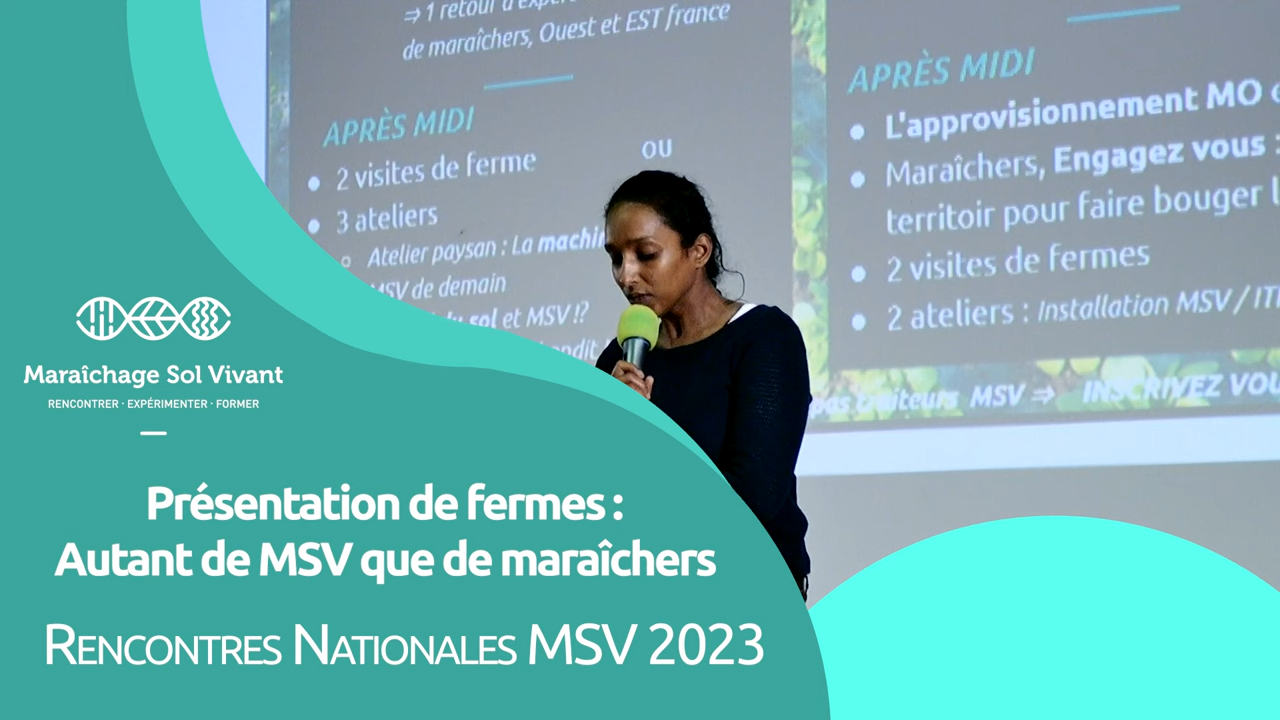 ⇒ 1 retour
de maraîchers, Ouest et EST france
APRÈS MIDI
● 2 visites de ferme
ou
● 3 ateliers
○ Atelier paysan : La
MSV de demain
sol et MSV !?
APRÈS MIDI
● L'approvisionnement MO
● Maraîchers, Engagez vous :
territoir pour faire bouger
● 2 visites de fermes
● 2 ateliers : Installation MSV /
pas traiteurs MSV ⇒ INSCRIVEZ
Maraîchage Sol Vivant
RENCONTRER · EXPÉRIMENTER · FORMER
Présentation de fermes :
Autant de MSV que de maraîchers
RENCONTRES NATIONALES MSV 2023